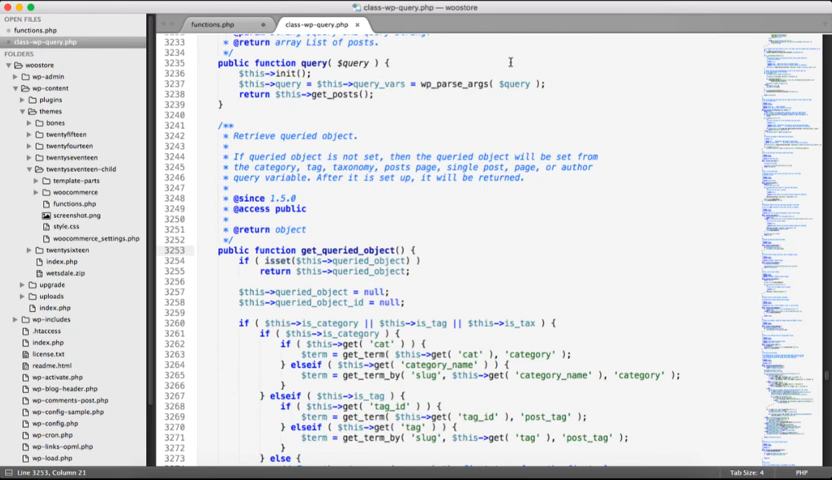 class-wp-query.php — woostore
OPEN FILES
functions.php
class-wp-query.php
FOLDERS
woostore
wp-admin
wp-content
plugins
themes
bones
twentyfifteen
twentyfourteen
twentyseventeen
twentyseventeen-child
template-parts
woocommerce
functions.php
screenshot.png
style.css
woocommerce_settings.php
twentysixteen
index.php
wetsdale.zip
upgrade
uploads
index.php
wp-includes
.htaccess
index.php
license.txt
readme.html
wp-activate.php
wp-blog-header.php
wp-comments-post.php
wp-config-sample.php
wp-config.php
wp-cron.php
wp-links-opml.php
wp-load.php
functions.php
class-wp-query.php
3233 * @return array List of posts.
3234 */
3235 public function query( $query ) {
3236 $this->init();
3237 $this->query = $this->query_vars = wp_parse_args( $query );
3238 return $this->get_posts();
3239 }
3240
3241 /**
3242 * Retrieve queried object.
3243 *
3244 * If queried object is not set, then the queried object will be set from
3245 * the category, tag, taxonomy, posts page, single post, page, or author
3246 * query variable. After it is set up, it will be returned.
3247 *
3248 * @since 1.5.0
3249 * @access public
3250 *
3251 * @return object
3252 */
3253 public function get_queried_object() {
3254 if ( isset($this->queried_object) )
3255 return $this->queried_object;
3256
3257 $this->queried_object = null;
3258 $this->queried_object_id = null;
3259
3260 if ( $this->is_category || $this->is_tag || $this->is_tax ) {
3261 if ( $this->is_category ) {
3262 if ( $this->get( 'cat' ) ) {
3263 $term = get_term( $this->get( 'cat' ), 'category' );
3264 } elseif ( $this->get( 'category_name' ) ) {
3265 $term = get_term_by( 'slug', $this->get( 'category_name' ), 'category' );
3266 }
3267 } elseif ( $this->is_tag ) {
3268 if ( $this->get( 'tag_id' ) ) {
3269 $term = get_term( $this->get( 'tag_id' ), 'post_tag' );
3270 } elseif ( $this->get( 'tag' ) ) {
3271 $term = get_term_by( 'slug', $this->get( 'tag' ), 'post_tag' );
3272 }
3273 } else {
Line 3253, Column 21
Tab Size: 4
PHP